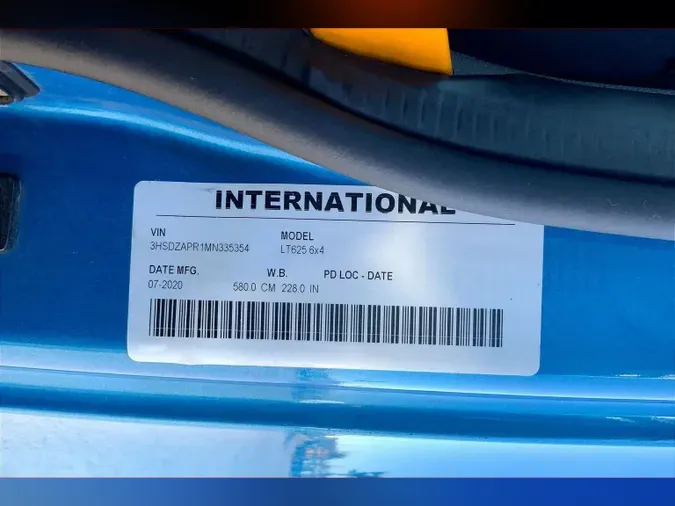 INTERNATIONAL
VIN MODEL
3HSDZAPR1MN335354 LT625 6x4
DATE MFG. W.B. PD LOC - DATE
07-2020 580.0 CM 228.0 IN